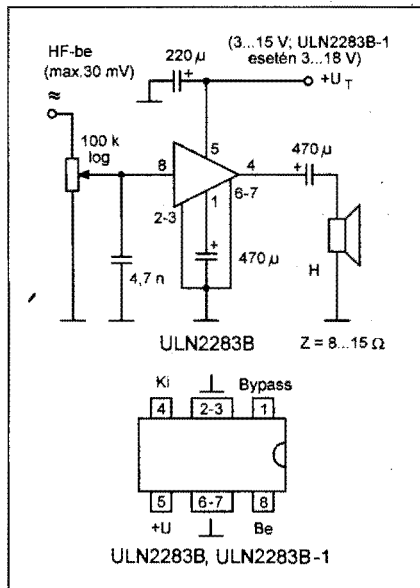 HF-be
(max.30 mV)
≈
220 µ
+
(3...15 V; ULN2283B-1
esetén 3...18 V)
+U_T
100 k
log
5
8
4
470 µ
+
2-3
1
6-7
+
470 µ
4,7 n
H
ULN2283B
Z = 8...15 Ω
Ki
Bypass
4
2-3
1
5
6-7
8
+U
Be
ULN2283B, ULN2283B-1